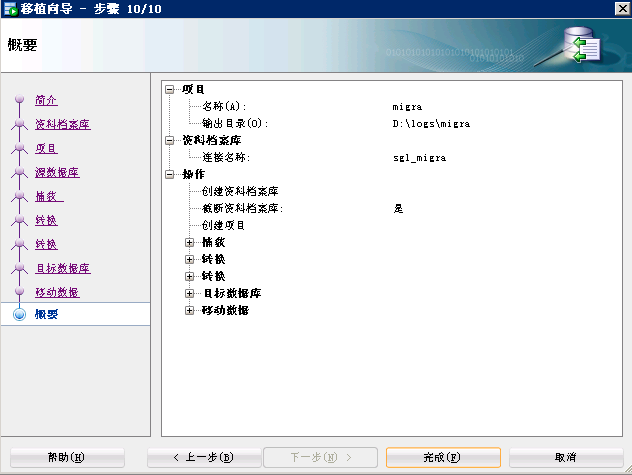 移植向导 - 步骤 10/10
概要
010101010101010101010101
简介
资料档案库
项目
源数据库
捕获
转换
转换
目标数据库
移动数据
概要
项目
名称(A): migra
输出目录(O): D:\logs\migra
资料档案库
连接名称: sgl_migra
操作
创建资料档案库
截断资料档案库: 是
创建项目
捕获
转换
转换
目标数据库
移动数据
帮助(H) < 上一步(B) 下一步(N) > 完成(F) 取消